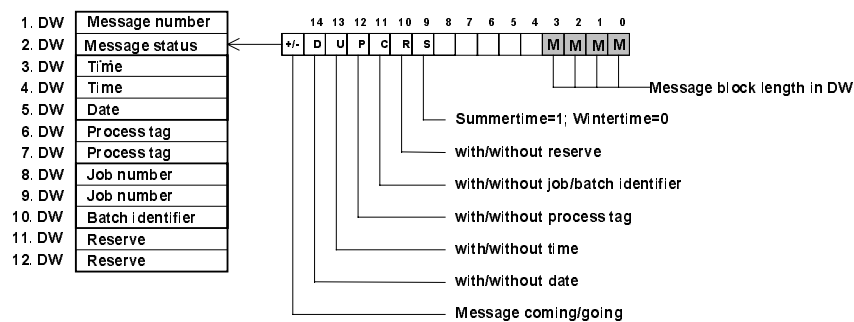 14 13 12 11 10 9 8 7 6 5 4 3 2 1 0
1. DW Message number
2. DW Message status +/- D U P C R S M M M M
3. DW Time
4. DW Time Message block length in DW
5. DW Date
6. DW Process tag Summertime=1; Wintertime=0
7. DW Process tag with/without reserve
8. DW Job number with/without job/batch identifier
9. DW Job number
10. DW Batch identifier with/without process tag
11. DW Reserve with/without time
12. DW Reserve
with/without date
Message coming/going